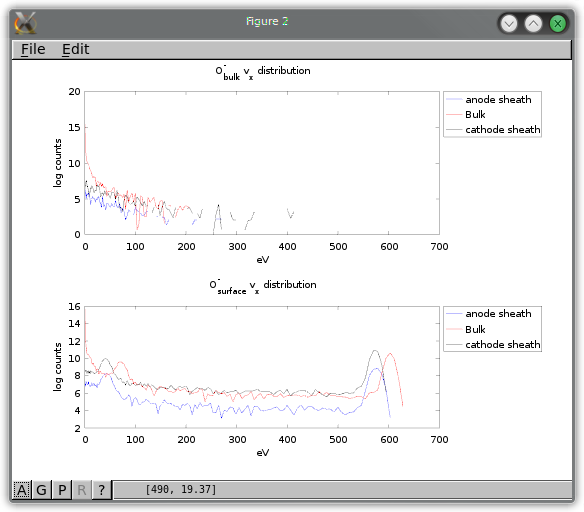 Figure 2
File Edit
O-bulk vx distribution
20
15
10
5
0
log counts
0 100 200 300 400 500 600 700
eV
anode sheath
Bulk
cathode sheath
O-surface vx distribution
16
14
12
10
8
6
4
2
log counts
0 100 200 300 400 500 600 700
eV
anode sheath
Bulk
cathode sheath
A G P R ? [490, 19.37]